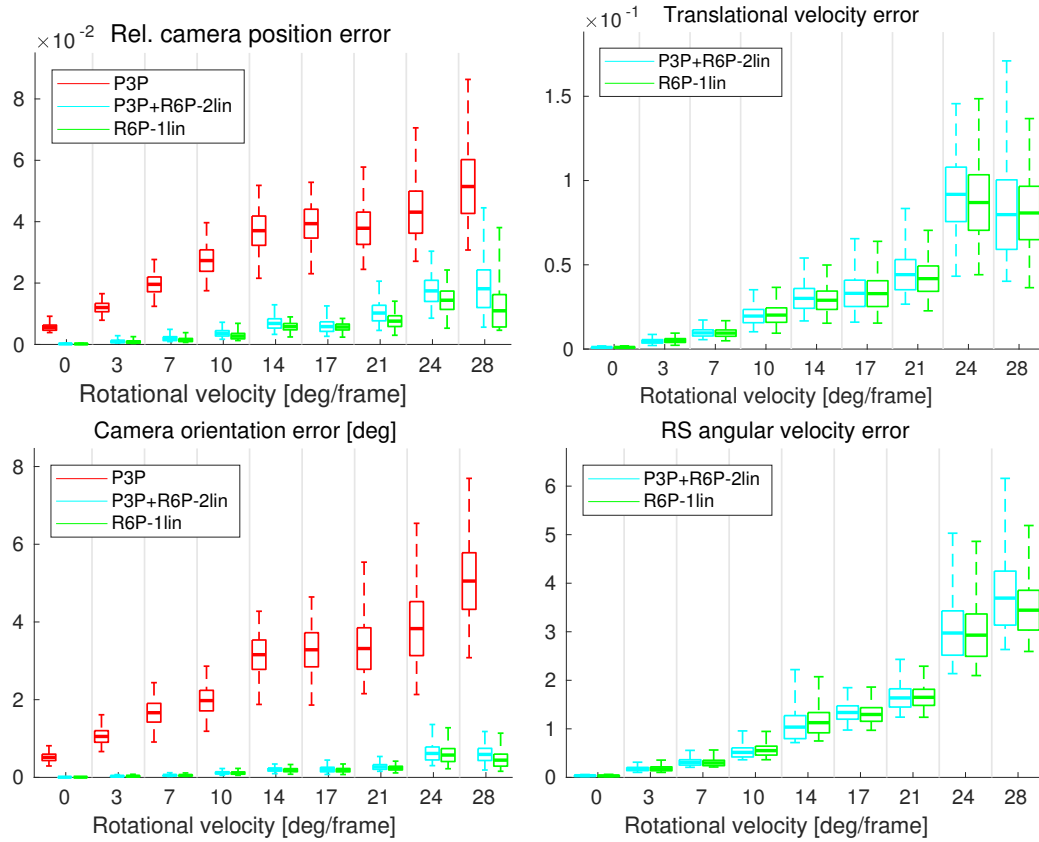 Rel. camera position error
×10⁻²
P3P
P3P+R6P-2lin
R6P-1lin
8
6
4
2
0
0 3 7 10 14 17 21 24 28
Rotational velocity [deg/frame]
Translational velocity error
×10⁻¹
P3P+R6P-2lin
R6P-1lin
1.5
1
0.5
0
0 3 7 10 14 17 21 24 28
Rotational velocity [deg/frame]
Camera orientation error [deg]
P3P
P3P+R6P-2lin
R6P-1lin
8
6
4
2
0
0 3 7 10 14 17 21 24 28
Rotational velocity [deg/frame]
RS angular velocity error
P3P+R6P-2lin
R6P-1lin
6
5
4
3
2
1
0
0 3 7 10 14 17 21 24 28
Rotational velocity [deg/frame]